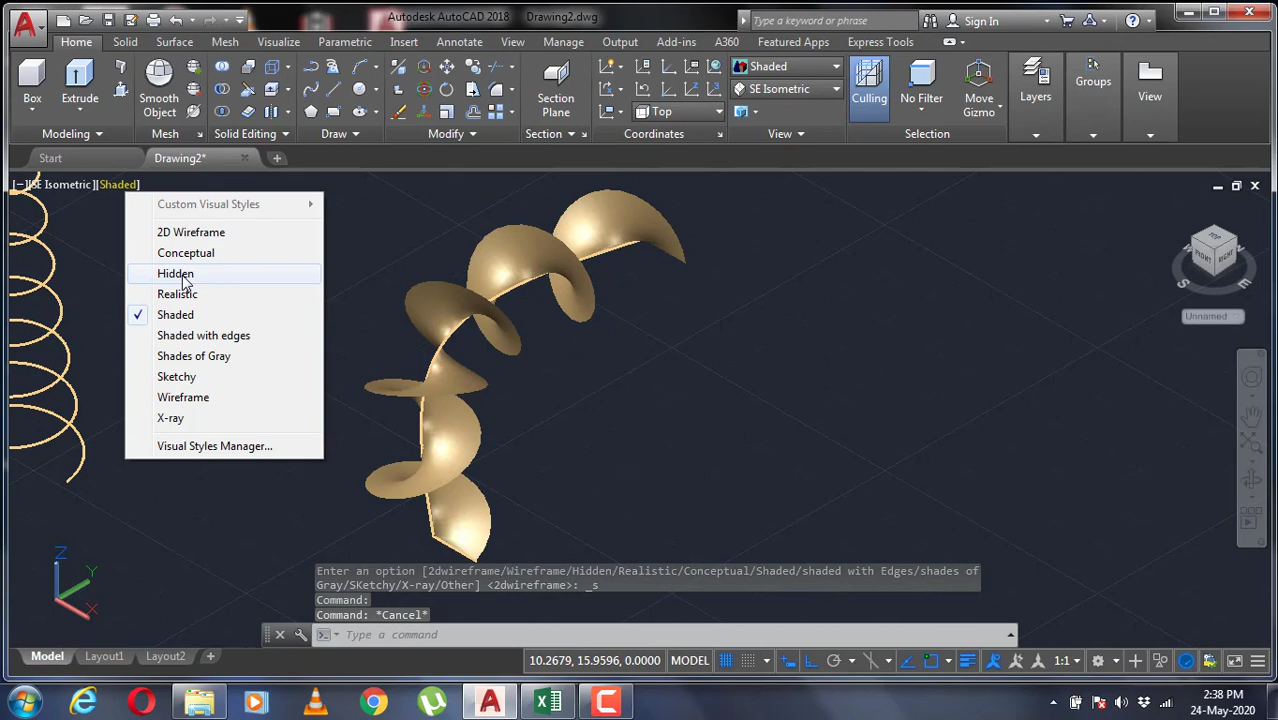 Autodesk AutoCAD 2018 Drawing2.dwg
Type a keyword or phrase
Sign In
Home Solid Surface Mesh Visualize Parametric Insert Annotate View Manage Output Add-ins A360 Featured Apps Express Tools
Box
Extrude
Smooth
Object
Section
Plane
Top
Shaded
SE Isometric
Culling
No Filter
Move
Gizmo
Layers
Groups
View
Modeling Mesh Solid Editing Draw Modify Section Coordinates View Selection
Start Drawing2*
[−][SE Isometric][Shaded]
Custom Visual Styles
2D Wireframe
Conceptual
Hidden
Realistic
Shaded
Shaded with edges
Shades of Gray
Sketchy
Wireframe
X-ray
Visual Styles Manager...
TOP
FRONT RIGHT
S E
Unnamed
Z
Y
X
Enter an option [2dwireframe/Wireframe/Hidden/Realistic/Conceptual/Shaded/shaded with Edges/shades of
Gray/SKetchy/X-ray/Other] <2dwireframe>: _s
Command:
Command: *Cancel*
Type a command
Model Layout1 Layout2
10.2679, 15.9596, 0.0000 MODEL 1:1
2:38 PM
24-May-2020